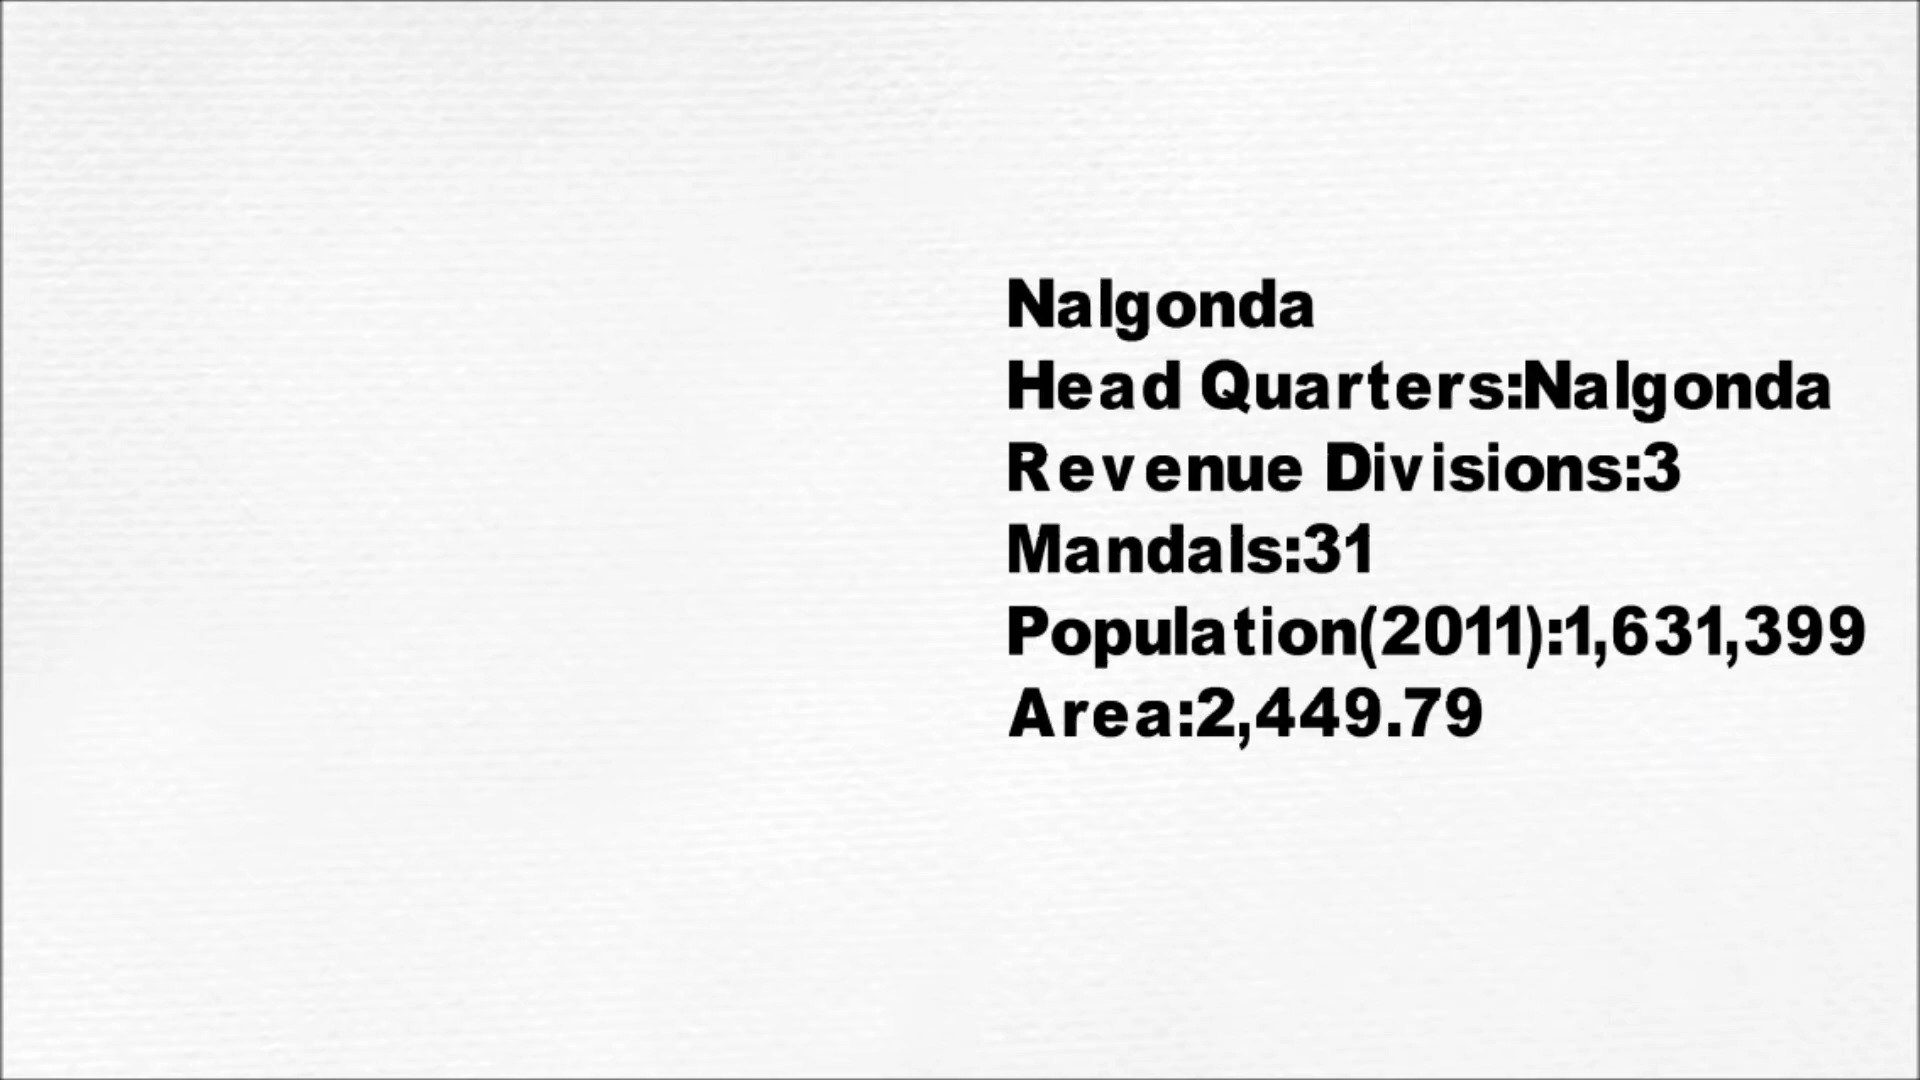 Nalgonda
Head Quarters:Nalgonda
Revenue Divisions:3
Mandals:31
Population(2011):1,631,399
Area:2,449.79